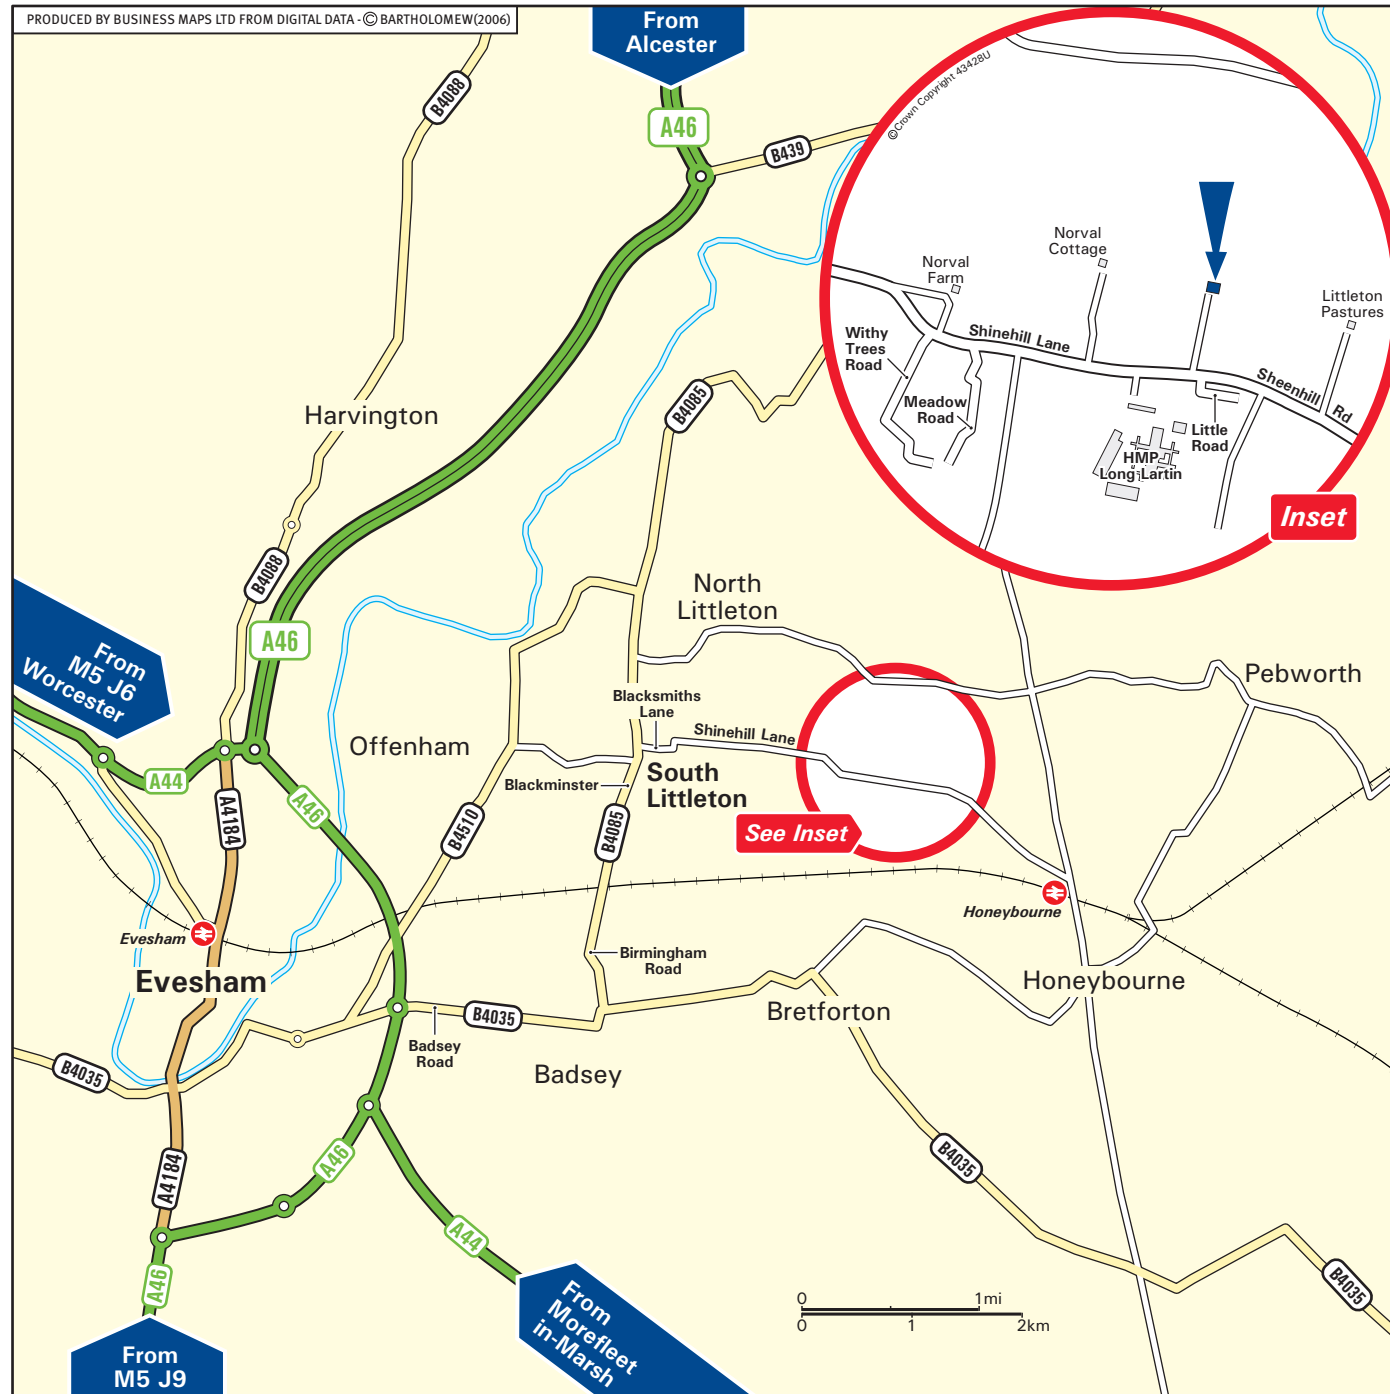 PRODUCED BY BUSINESS MAPS LTD FROM DIGITAL DATA - © BARTHOLOMEW(2006)
From
Alcester
A46
B4088
B439
©Crown Copyright 43428U
Norval
Cottage
Norval
Farm
Littleton
Pastures
Withy
Trees
Road
Shinehill Lane
Meadow
Road
Sheenhill Rd
Little
Road
HMP
Long Lartin
Inset
B4085
Harvington
B4088
A46
North
Littleton
From
M5 J6
Worcester
Blacksmiths
Lane
Shinehill Lane
Pebworth
Offenham
A44
A46
A4184
Blackminster
South
Littleton
B4510
B4085
See Inset
Evesham
Honeybourne
Evesham
Birmingham
Road
Honeybourne
Bretforton
B4035
Badsey
Road
B4035
Badsey
A46
A4184
B4035
A44
A46
B4035
From
Morefleet
in-Marsh
From
M5 J9
0 1mi
0 1 2km